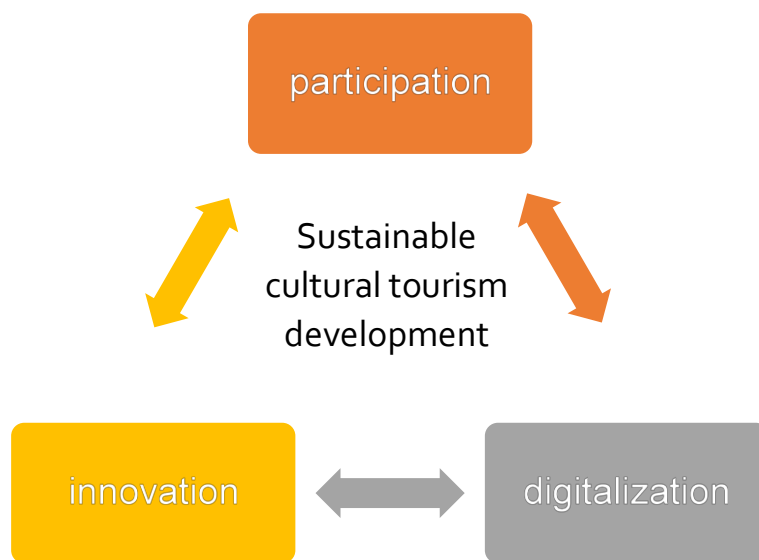 participation
Sustainable
cultural tourism
development
innovation
digitalization